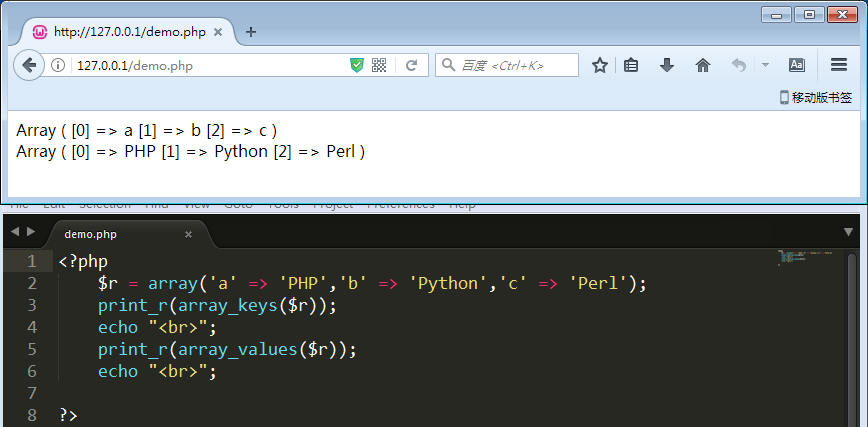 http://127.0.0.1/demo.php
127.0.0.1/demo.php
百度 <Ctrl+K>
移动版书签
Array ( [0] => a [1] => b [2] => c )
Array ( [0] => PHP [1] => Python [2] => Perl )
File Edit Selection Find View Goto Tools Project Preferences Help
demo.php
1 <?php
2 $r = array('a' => 'PHP','b' => 'Python','c' => 'Perl');
3 print_r(array_keys($r));
4 echo "<br>";
5 print_r(array_values($r));
6 echo "<br>";
7
8 ?>